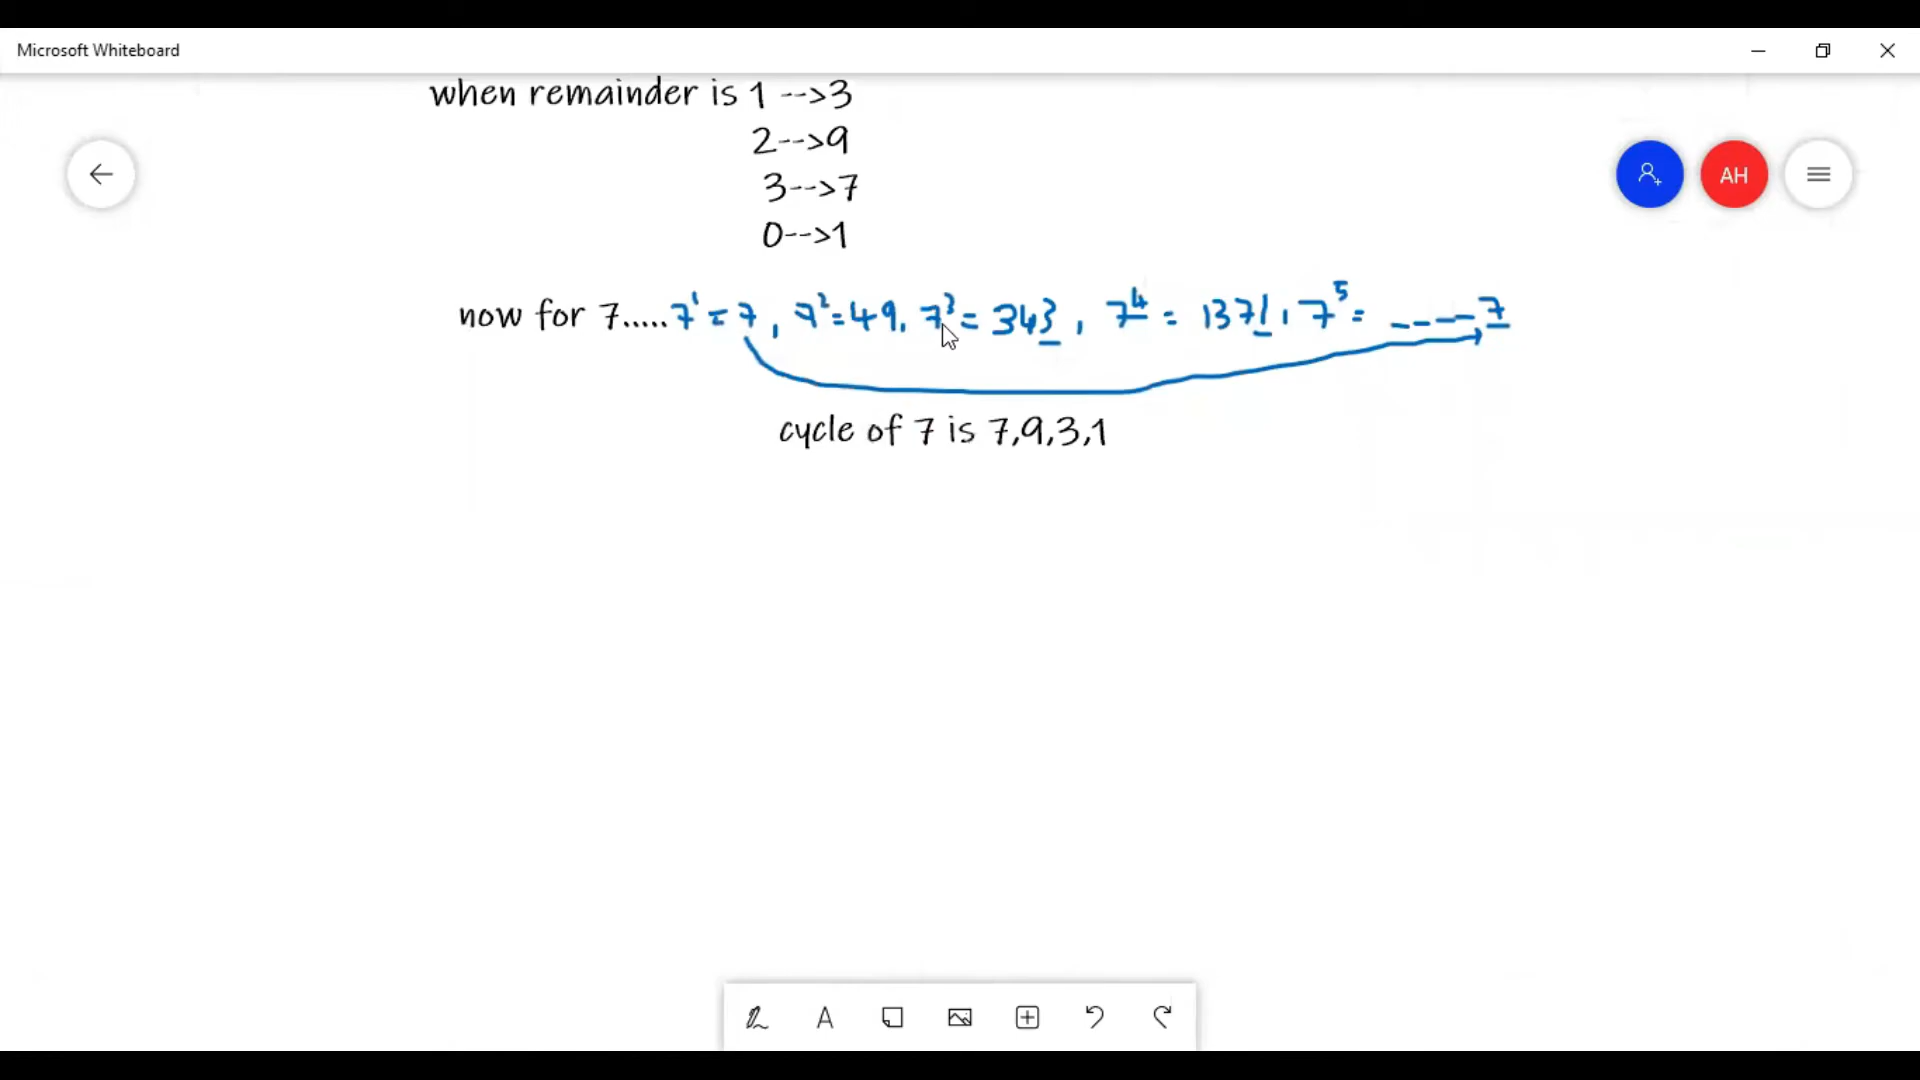 Microsoft Whiteboard
when remainder is 1 -->3
2-->9
3-->7
0-->1
AH
now for 7.....7¹ = 7, 7²=49, 7³= 343, 7⁴ = 1371, 7⁵= ____7
cycle of 7 is 7,9,3,1